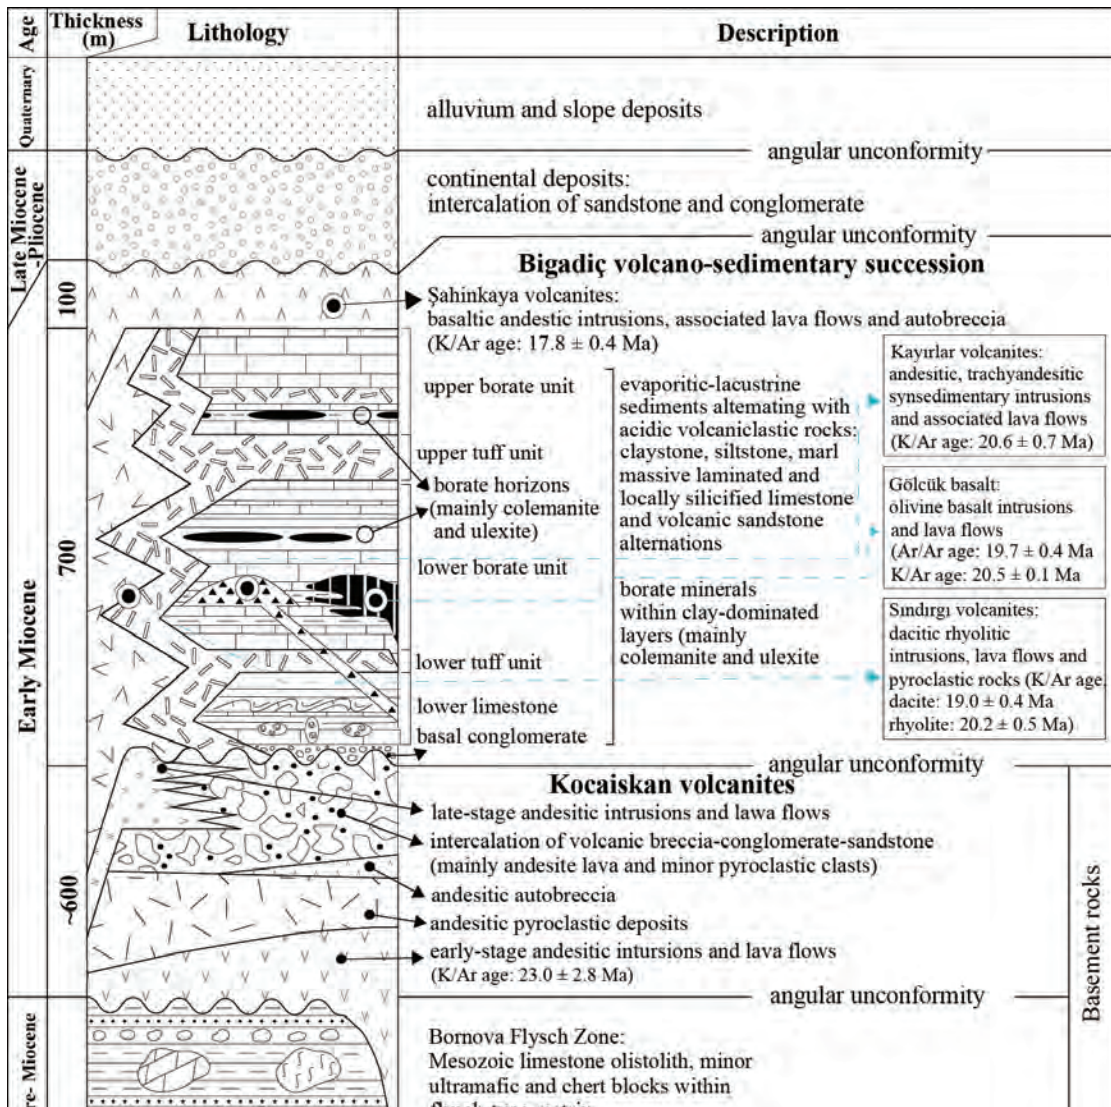 Age
Thickness
(m)
Lithology
Description
Quaternary
alluvium and slope deposits
angular unconformity
Late Miocene
-Pliocene
continental deposits:
intercalation of sandstone and conglomerate
angular unconformity
Bigadiç volcano-sedimentary succession
100
Şahinkaya volcanites:
basaltic andestic intrusions, associated lava flows and autobreccia
(K/Ar age: 17.8 ± 0.4 Ma)
Early Miocene
700
upper borate unit
upper tuff unit
borate horizons
(mainly colemanite
and ulexite)
lower borate unit
lower tuff unit
lower limestone
basal conglomerate
evaporitic-lacustrine
sediments altemating with
acidic volcaniclastic rocks:
claystone, siltstone, marl
massive laminated and
locally silicified limestone
and volcanic sandstone
alternations
borate minerals
within clay-dominated
layers (mainly
colemanite and ulexite
Kayırlar volcanites:
andesitic, trachyandesitic
synsedimentary intrusions
and associated lava flows
(K/Ar age: 20.6 ± 0.7 Ma)
Gölcük basalt:
olivine basalt intrusions
and lava flows
(Ar/Ar age: 19.7 ± 0.4 Ma
K/Ar age: 20.5 ± 0.1 Ma
Sındırgı volcanites:
dacitic rhyolitic
intrusions, lava flows and
pyroclastic rocks (K/Ar age,
dacite: 19.0 ± 0.4 Ma
rhyolite: 20.2 ± 0.5 Ma)
angular unconformity
~600
Kocaiskan volcanites
late-stage andesitic intrusions and lawa flows
intercalation of volcanic breccia-conglomerate-sandstone
(mainly andesite lava and minor pyroclastic clasts)
andesitic autobreccia
andesitic pyroclastic deposits
early-stage andesitic intursions and lava flows
(K/Ar age: 23.0 ± 2.8 Ma)
angular unconformity
Basement rocks
re- Miocene
Bornova Flysch Zone:
Mesozoic limestone olistolith, minor
ultramafic and chert blocks within